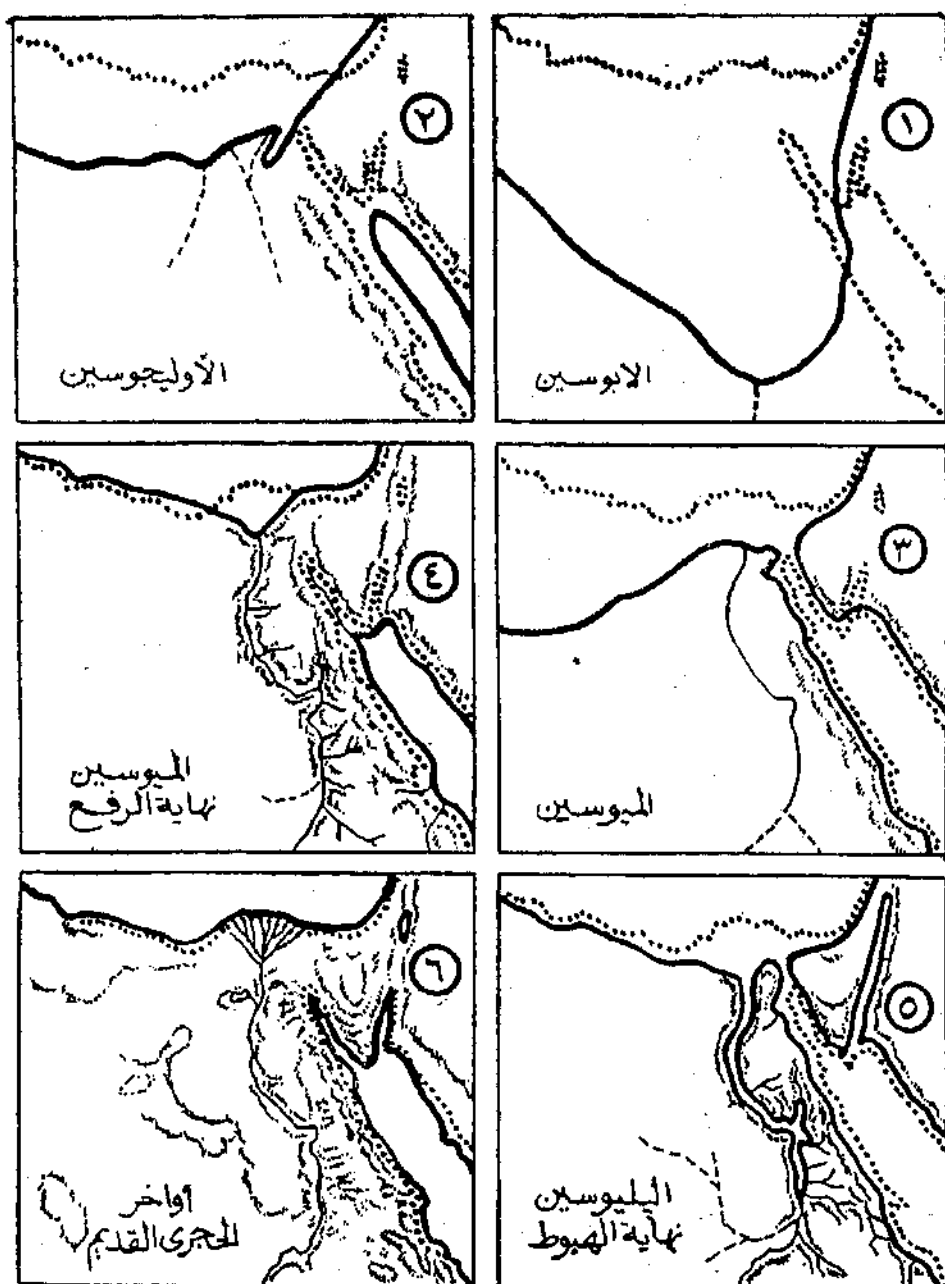 ١
الايوسين
٢
الأوليجوسين
٣
الميوسين
٤
الميوسين
نهاية الرفع
٥
البليوسين
نهاية الهبوط
٦
أواخر
الحجرى القديم